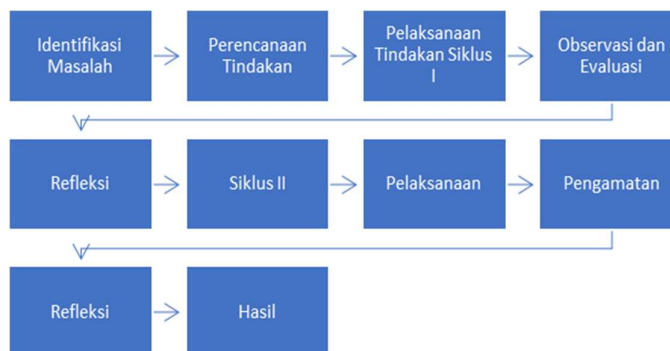 Identifikasi
Masalah
Perencanaan
Tindakan
Pelaksanaan
Tindakan Siklus
I
Observasi dan
Evaluasi
Refleksi
Siklus II
Pelaksanaan
Pengamatan
Refleksi
Hasil